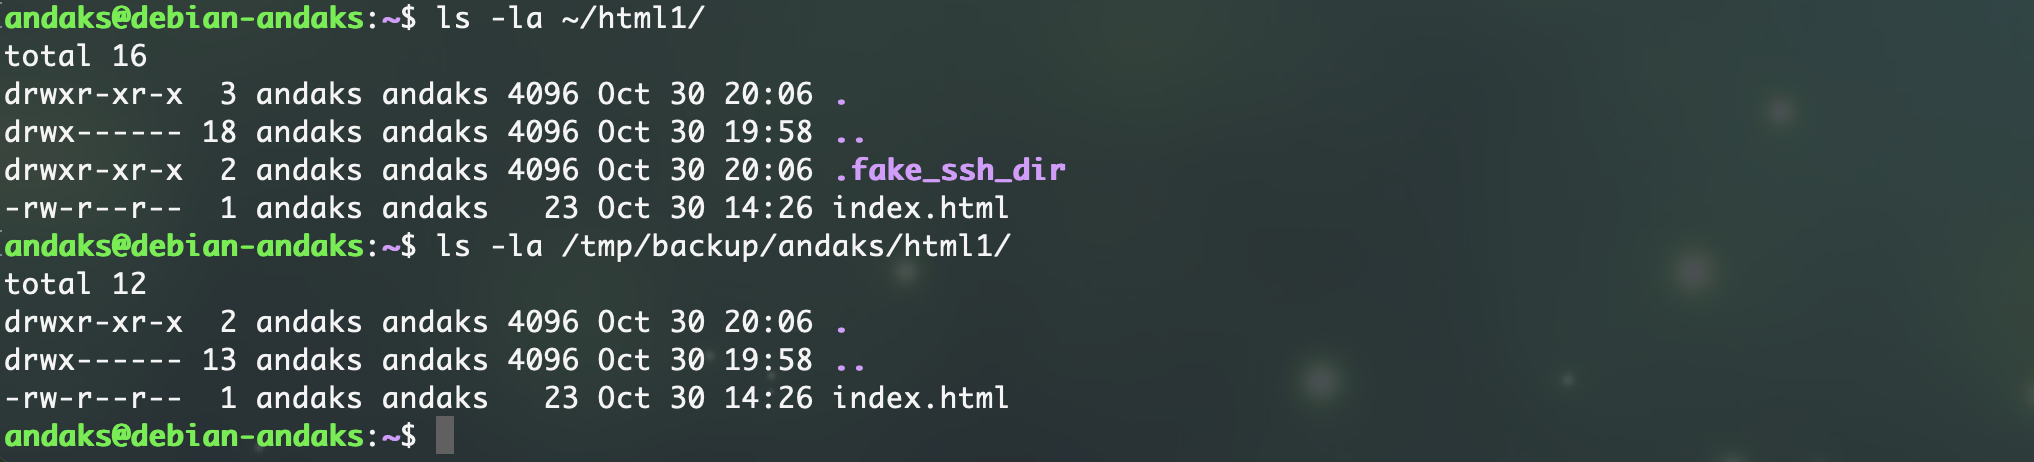 andaks@debian-andaks:~$ ls -la ~/html1/
total 16
drwxr-xr-x  3 andaks andaks 4096 Oct 30 20:06 .
drwx------ 18 andaks andaks 4096 Oct 30 19:58 ..
drwxr-xr-x  2 andaks andaks 4096 Oct 30 20:06 .fake_ssh_dir
-rw-r--r--  1 andaks andaks   23 Oct 30 14:26 index.html
andaks@debian-andaks:~$ ls -la /tmp/backup/andaks/html1/
total 12
drwxr-xr-x  2 andaks andaks 4096 Oct 30 20:06 .
drwx------ 13 andaks andaks 4096 Oct 30 19:58 ..
-rw-r--r--  1 andaks andaks   23 Oct 30 14:26 index.html
andaks@debian-andaks:~$